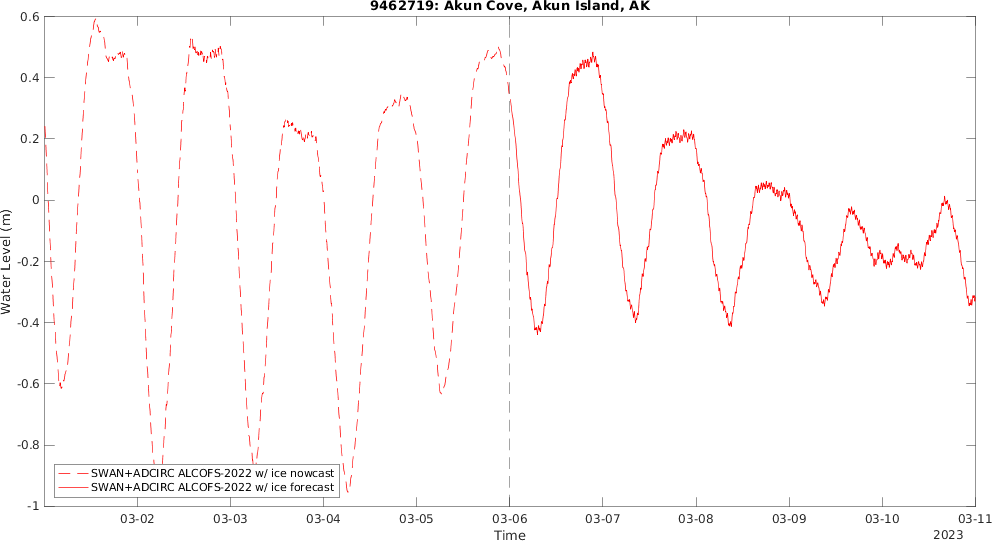 9462719: Akun Cove, Akun Island, AK
0.6
0.4
0.2
0
-0.2
-0.4
-0.6
-0.8
-1
Water Level (m)
SWAN+ADCIRC ALCOFS-2022 w/ ice nowcast
SWAN+ADCIRC ALCOFS-2022 w/ ice forecast
03-02 03-03 03-04 03-05 03-06 03-07 03-08 03-09 03-10 03-11
Time
2023